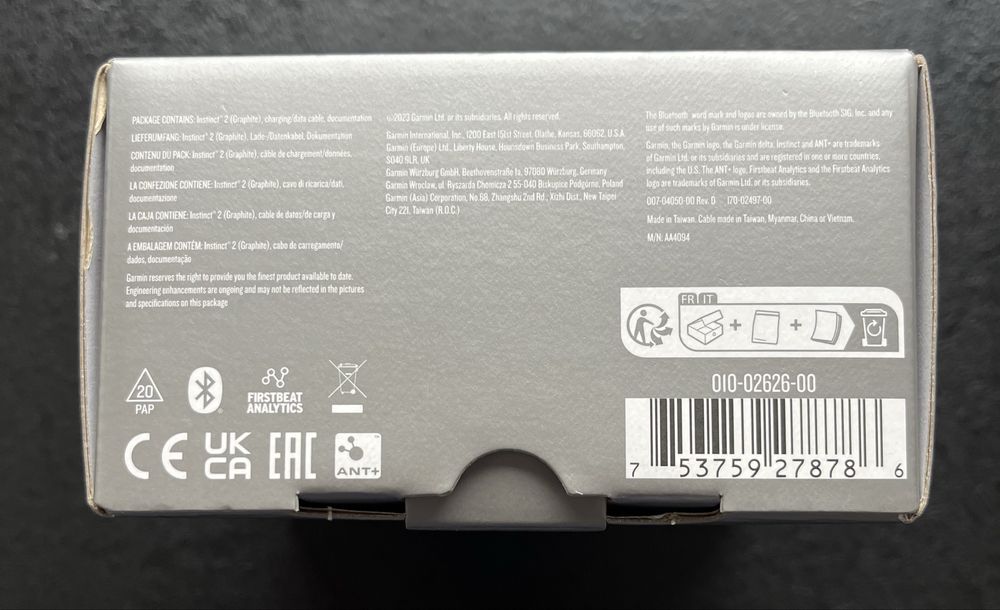 PACKAGE CONTAINS: Instinct® 2 (Graphite), charging/data cable, documentation
LIEFERUMFANG: Instinct® 2 (Graphite), Lade-/Datenkabel, Dokumentation
CONTENU DU PACK: Instinct® 2 (Graphite), câble de chargement/données,
documentation
LA CONFEZIONE CONTIENE: Instinct® 2 (Graphite), cavo di ricarica/dati,
documentazione
LA CAJA CONTIENE: Instinct® 2 (Graphite), cable de datos/de carga y
documentación
A EMBALAGEM CONTÉM: Instinct® 2 (Graphite), cabo de carregamento/
dados, documentação
Garmin reserves the right to provide you the finest product available to date.
Engineering enhancements are ongoing and may not be reflected in the pictures
and specifications on this package
©2023 Garmin Ltd. or its subsidiaries. All rights reserved.
Garmin International, Inc., 1200 East 151st Street, Olathe, Kansas, 66062, U.S.A.
Garmin (Europe) Ltd., Liberty House, Hounsdown Business Park, Southampton,
SO40 9LR, UK
Garmin Würzburg GmbH, Beethovenstraße 1a, 97080 Würzburg, Germany
Garmin Wroclaw, ul. Ryszarda Chemicza 2 55-040 Biskupice Podgórne, Poland
Garmin (Asia) Corporation, No.68, Zhangshu 2nd Rd., Xizhi Dist., New Taipei
City 221, Taiwan (R.O.C.)
The Bluetooth® word mark and logos are owned by the Bluetooth SIG, Inc. and any
use of such marks by Garmin is under license.
Garmin, the Garmin logo, the Garmin delta, Instinct and ANT+ are trademarks
of Garmin Ltd. or its subsidiaries and are registered in one or more countries,
including the U.S. The ANT+ logo, Firstbeat Analytics and the Firstbeat Analytics
logo are trademarks of Garmin Ltd. or its subsidiaries.
007-04050-00 Rev. D 170-02497-00
Made in Taiwan. Cable made in Taiwan, Myanmar, China or Vietnam.
M/N: AA4094
FR IT
20
PAP
FIRSTBEAT
ANALYTICS
CE
UK
CA
EAC
ANT+
010-02626-00
7 53759 27878 6